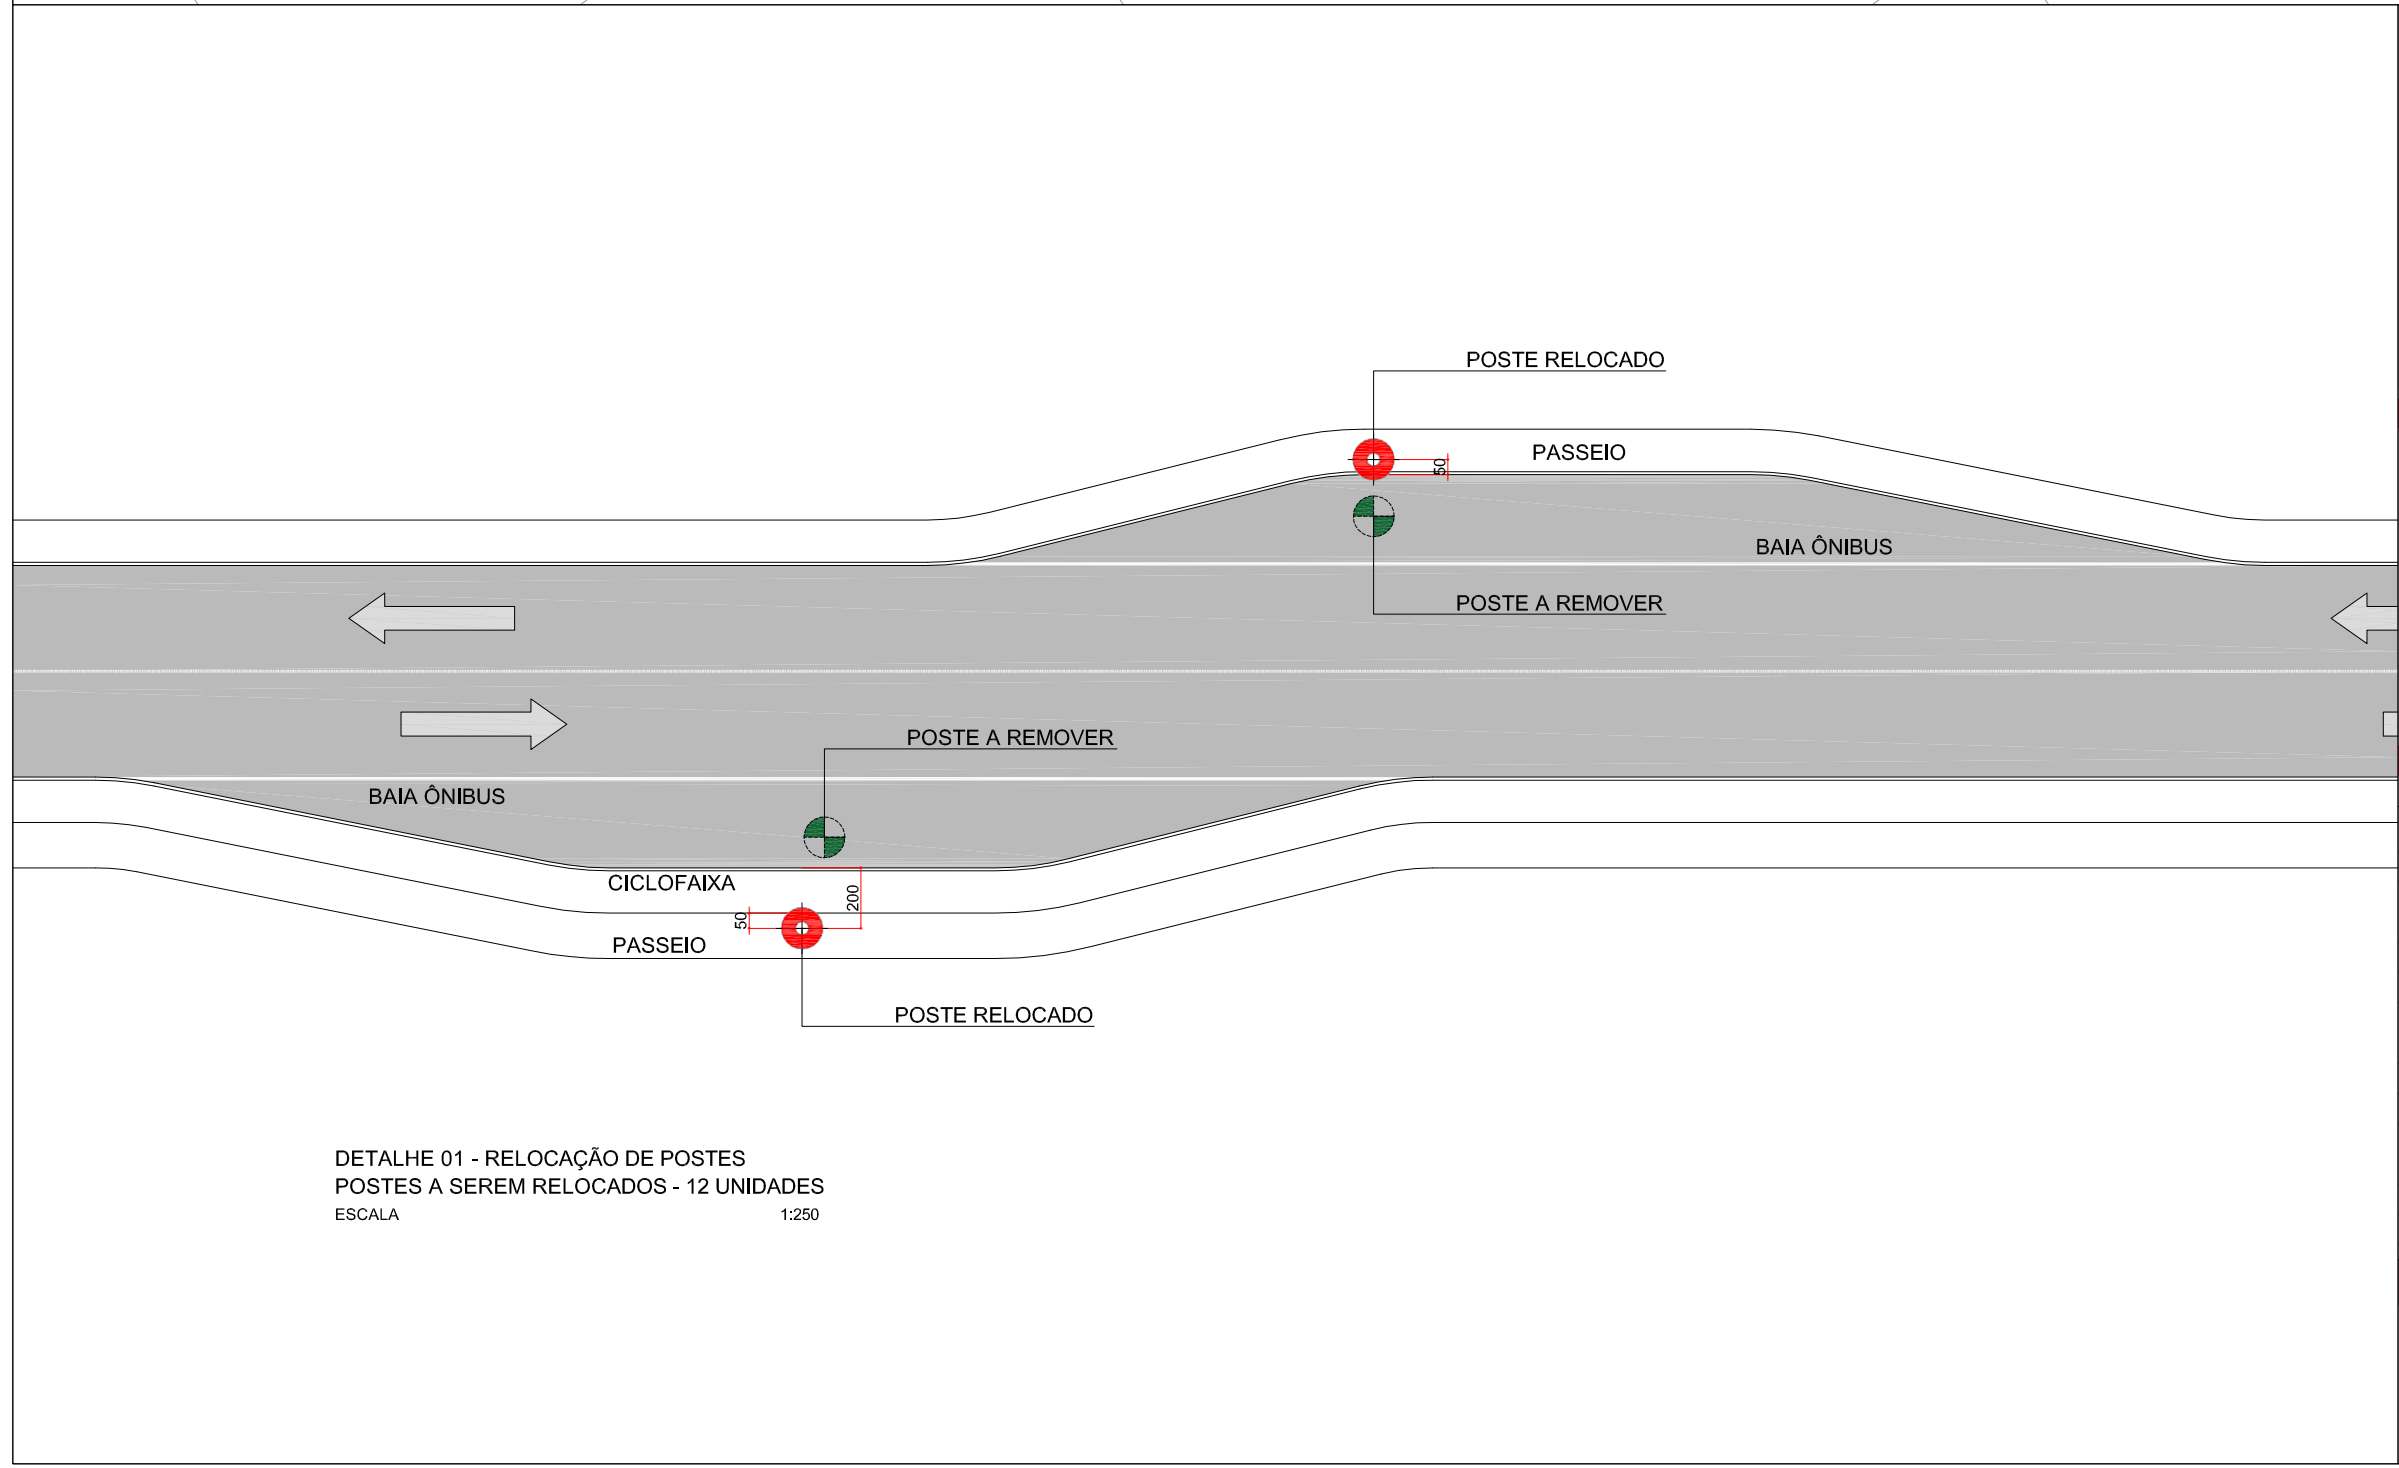 POSTE RELOCADO
PASSEIO
50
BAIA ÔNIBUS
POSTE A REMOVER
POSTE A REMOVER
BAIA ÔNIBUS
CICLOFAIXA
200
50
PASSEIO
POSTE RELOCADO
DETALHE 01 - RELOCAÇÃO DE POSTES
POSTES A SEREM RELOCADOS - 12 UNIDADES
ESCALA 1:250